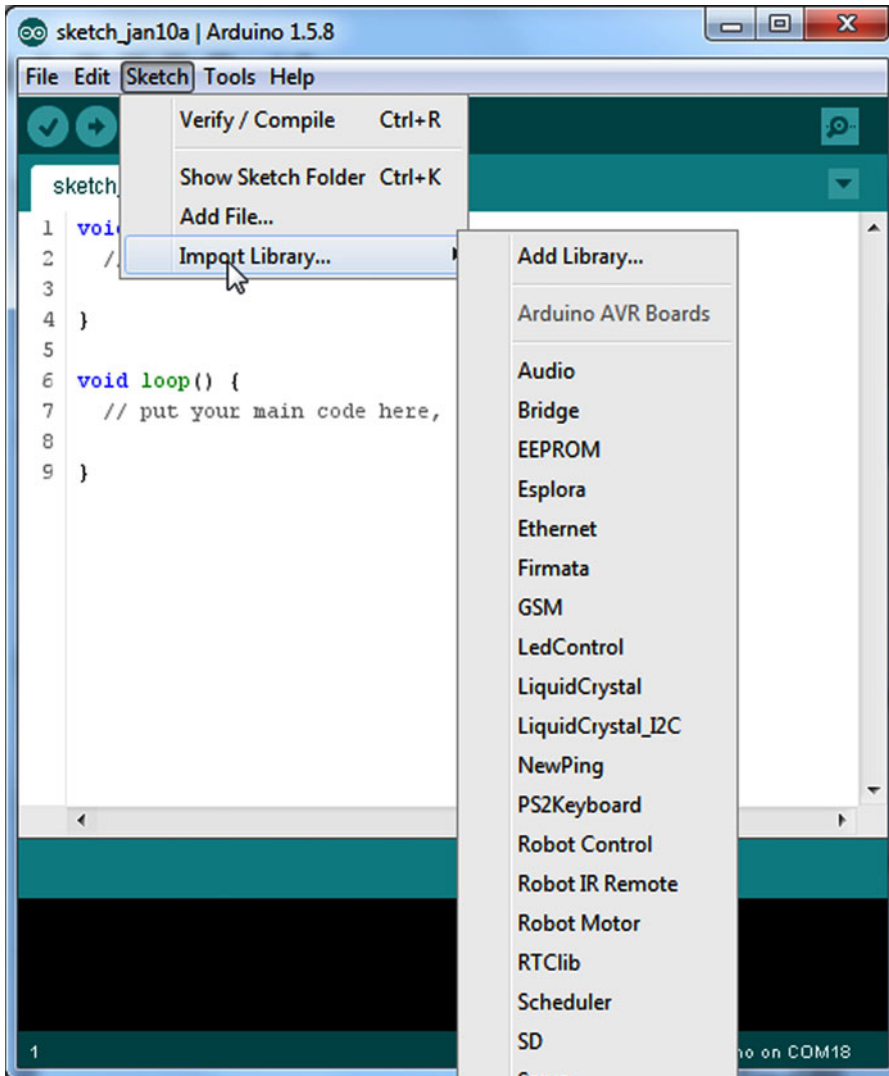 sketch_jan10a | Arduino 1.5.8
File Edit Sketch Tools Help
Verify / Compile Ctrl+R
Show Sketch Folder Ctrl+K
Add File...
Import Library...
Add Library...
Arduino AVR Boards
Audio
Bridge
EEPROM
Esplora
Ethernet
Firmata
GSM
LedControl
LiquidCrystal
LiquidCrystal_I2C
NewPing
PS2Keyboard
Robot Control
Robot IR Remote
Robot Motor
RTClib
Scheduler
SD
sketch_
1 voi
2 /
3
4 }
5
6 void loop() {
7 // put your main code here,
8
9 }
1
no on COM18